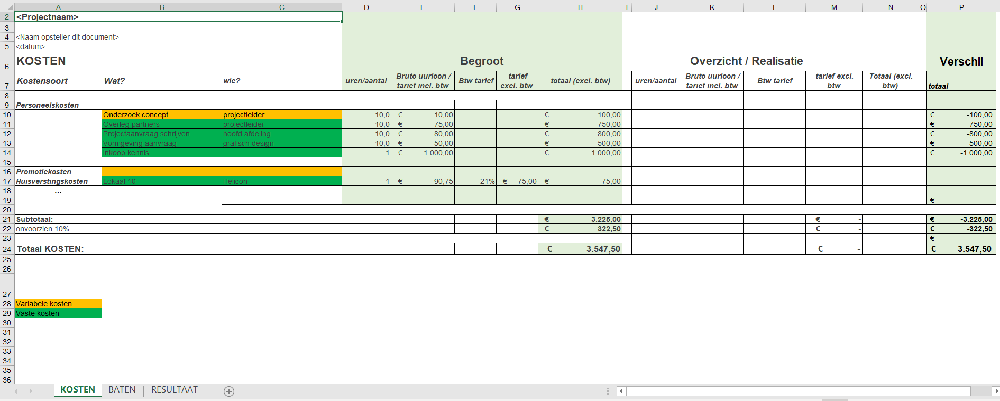 A B C D E F G H I J K L M N O P
2 <Projectnaam>
3
4 <Naam opsteller dit document>
5 <datum>
6 KOSTEN Begroot Overzicht / Realisatie Verschil
7 Kostensoort Wat? wie? uren/aantal Bruto uurloon / tarief incl. btw Btw tarief tarief excl. btw totaal (excl. btw) uren/aantal Bruto uurloon / tarief incl. btw Btw tarief tarief excl. btw Totaal (excl. btw) totaal
8
9 Personeelskosten
10 Onderzoek concept projectleider 10,0 € 10,00 € 100,00 € -100,00
11 Overleg partners projectleider 10,0 € 75,00 € 750,00 € -750,00
12 Projectaanvraag schrijven hoofd afdeling 10,0 € 80,00 € 800,00 € -800,00
13 Vormgeving aanvraag grafisch design 10,0 € 50,00 € 500,00 € -500,00
14 Inkoop kennis 1 € 1.000,00 € 1.000,00 € -1.000,00
15
16 Promotiekosten
17 Huisverstingskosten Lokaal 10 Helicon 1 € 90,75 21% € 75,00 € 75,00
18 ...
19 € -
20
21 Subtotaal: € 3.225,00 € - € -3.225,00
22 onvoorzien 10% € 322,50 € - € -322,50
23 € -
24 Totaal KOSTEN: € 3.547,50 € - € 3.547,50
25
26
27
28 Variabele kosten
29 Vaste kosten
30
31
32
33
34
35
36
KOSTEN BATEN RESULTAAT